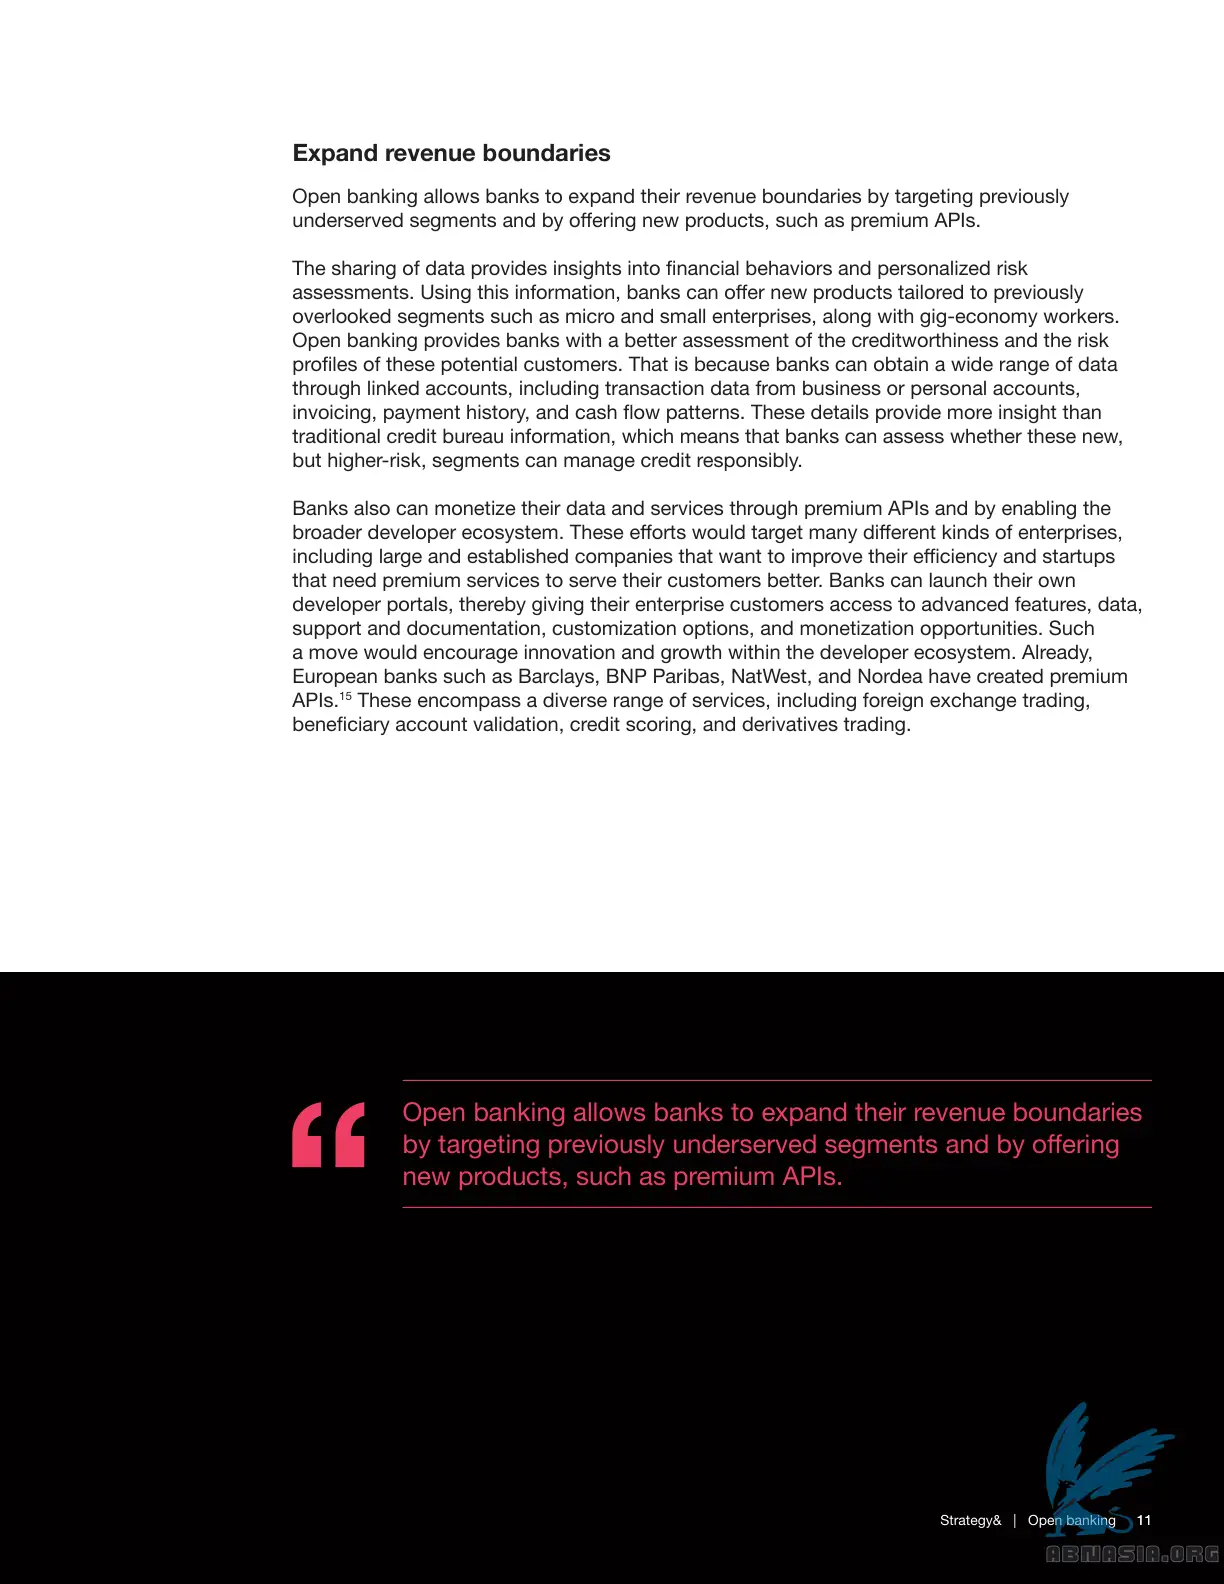 Expand revenue boundaries
Open banking allows banks to expand their revenue boundaries by targeting previously
underserved segments and by offering new products, such as premium APIs.
The sharing of data provides insights into financial behaviors and personalized risk
assessments. Using this information, banks can offer new products tailored to previously
overlooked segments such as micro and small enterprises, along with gig-economy workers.
Open banking provides banks with a better assessment of the creditworthiness and the risk
profiles of these potential customers. That is because banks can obtain a wide range of data
through linked accounts, including transaction data from business or personal accounts,
invoicing, payment history, and cash flow patterns. These details provide more insight than
traditional credit bureau information, which means that banks can assess whether these new,
but higher-risk, segments can manage credit responsibly.
Banks also can monetize their data and services through premium APIs and by enabling the
broader developer ecosystem. These efforts would target many different kinds of enterprises,
including large and established companies that want to improve their efficiency and startups
that need premium services to serve their customers better. Banks can launch their own
developer portals, thereby giving their enterprise customers access to advanced features, data,
support and documentation, customization options, and monetization opportunities. Such
a move would encourage innovation and growth within the developer ecosystem. Already,
European banks such as Barclays, BNP Paribas, NatWest, and Nordea have created premium
APIs.15 These encompass a diverse range of services, including foreign exchange trading,
beneficiary account validation, credit scoring, and derivatives trading.
“
Open banking allows banks to expand their revenue boundaries
by targeting previously underserved segments and by offering
new products, such as premium APIs.
Strategy& | Open banking 11
ABNASIA.ORG